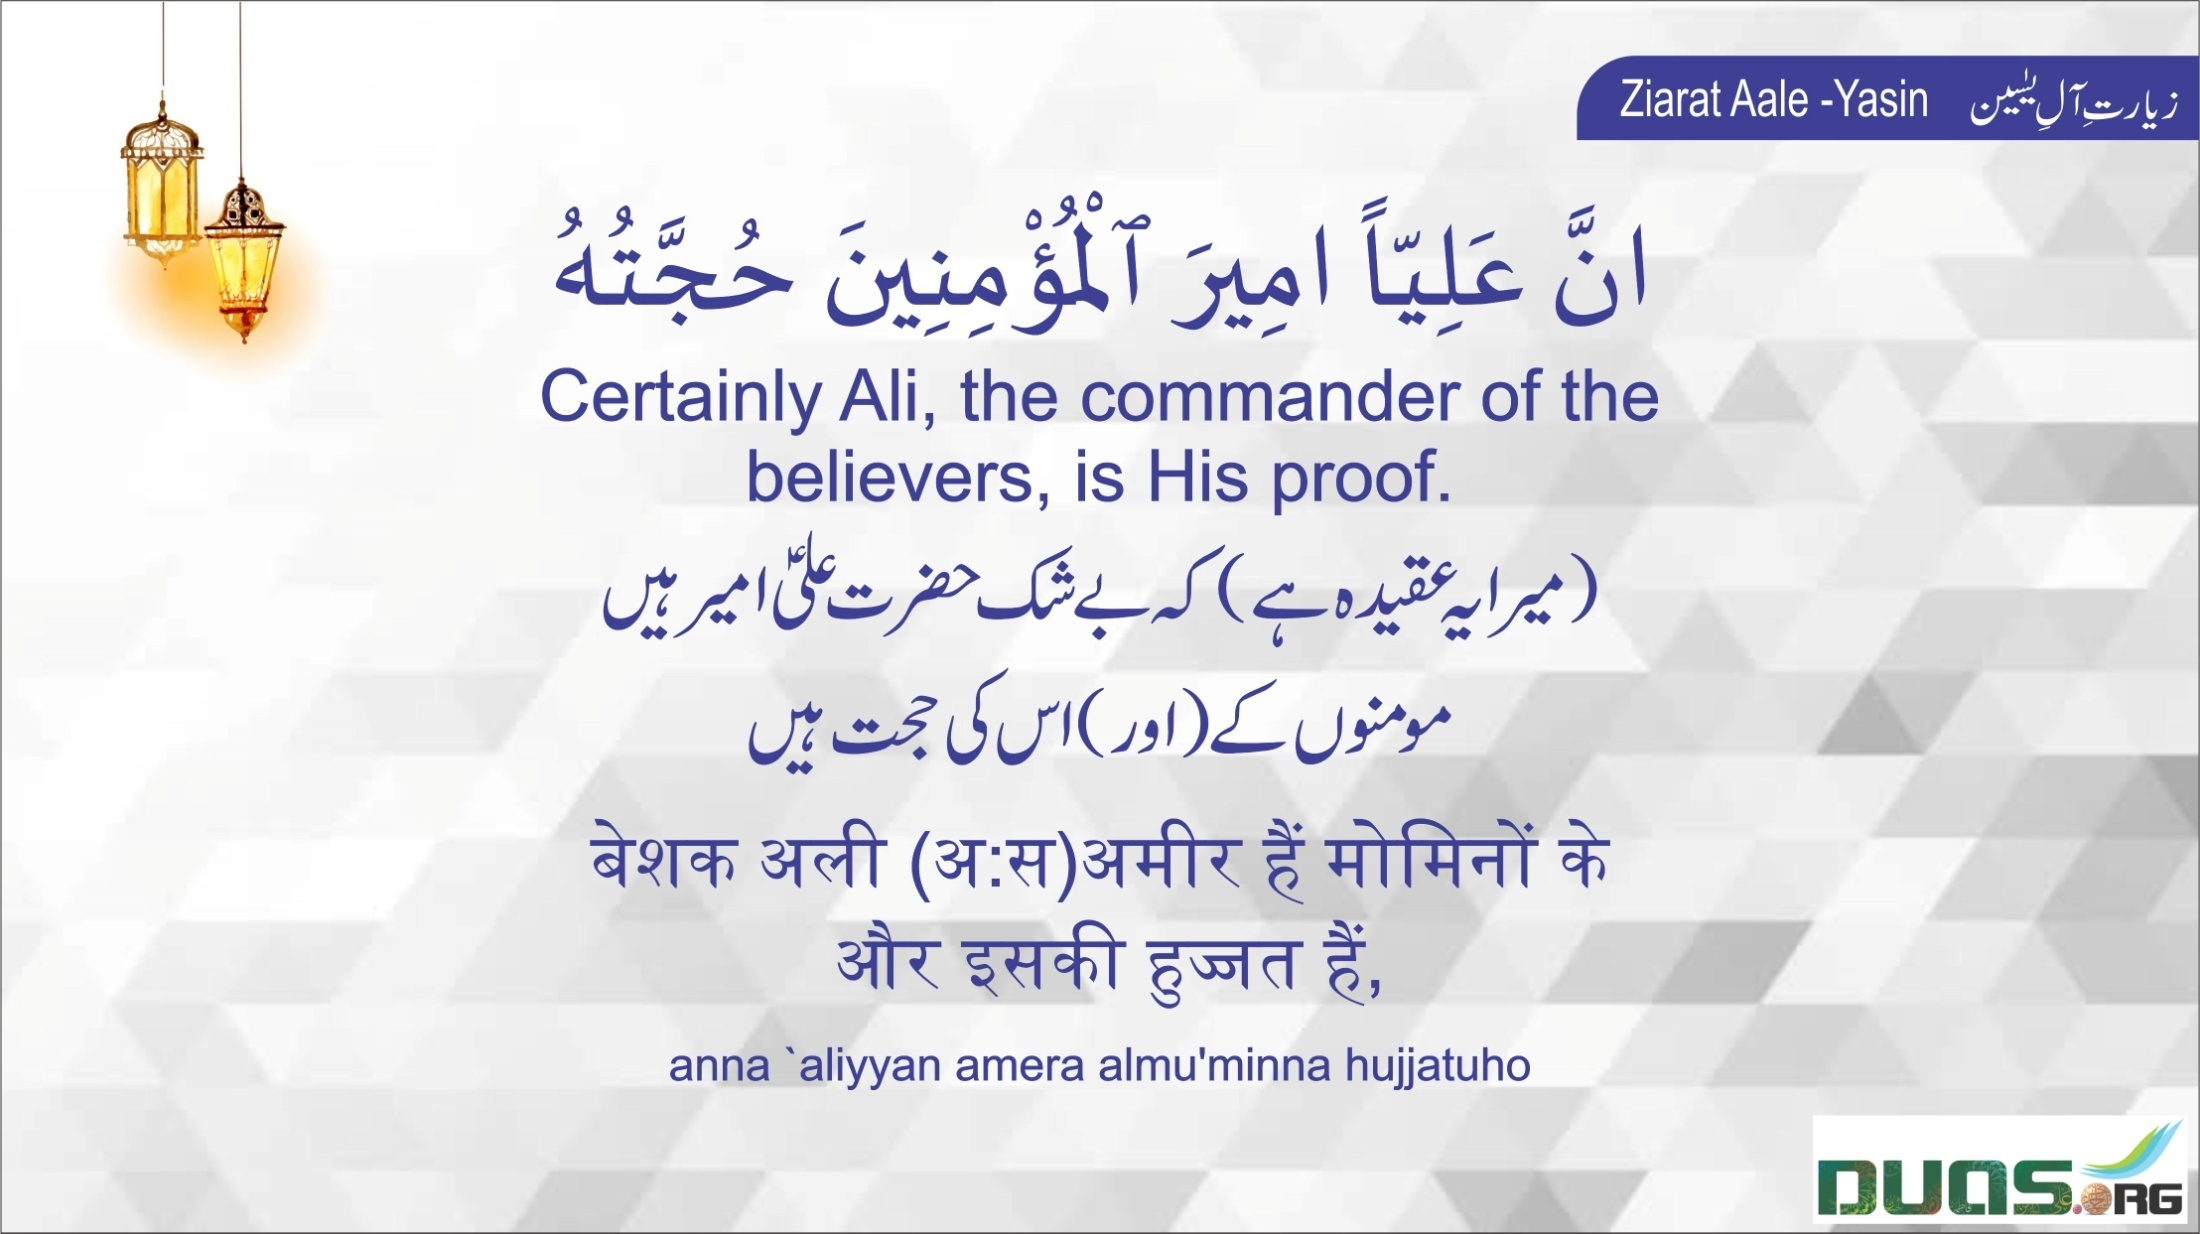 Ziarat Aale -Yasin زیارتِ آلِ یٰسین
انَّ عَلِيّاً امِيرَ ٱلْمُؤْمِنِينَ حُجَّتُهُ
Certainly Ali, the commander of the
believers, is His proof.
(میرا یہ عقیدہ ہے) کہ بے شک حضرت علیؑ امیر ہیں
مومنوں کے (اور) اس کی حجت ہیں
बेशक अली (अ:स)अमीर हैं मोमिनों के
और इसकी हुज्जत हैं,
anna `aliyyan amera almu'minna hujjatuho
DUAS.ORG